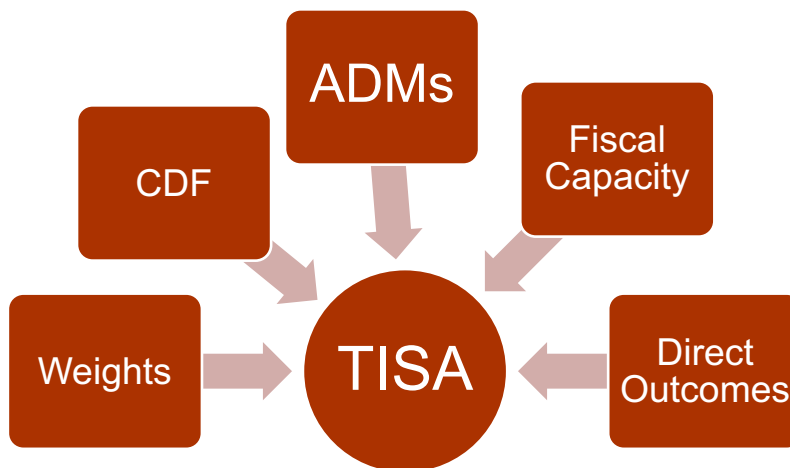 ADMs
CDF
Fiscal
Capacity
Weights
TISA
Direct
Outcomes